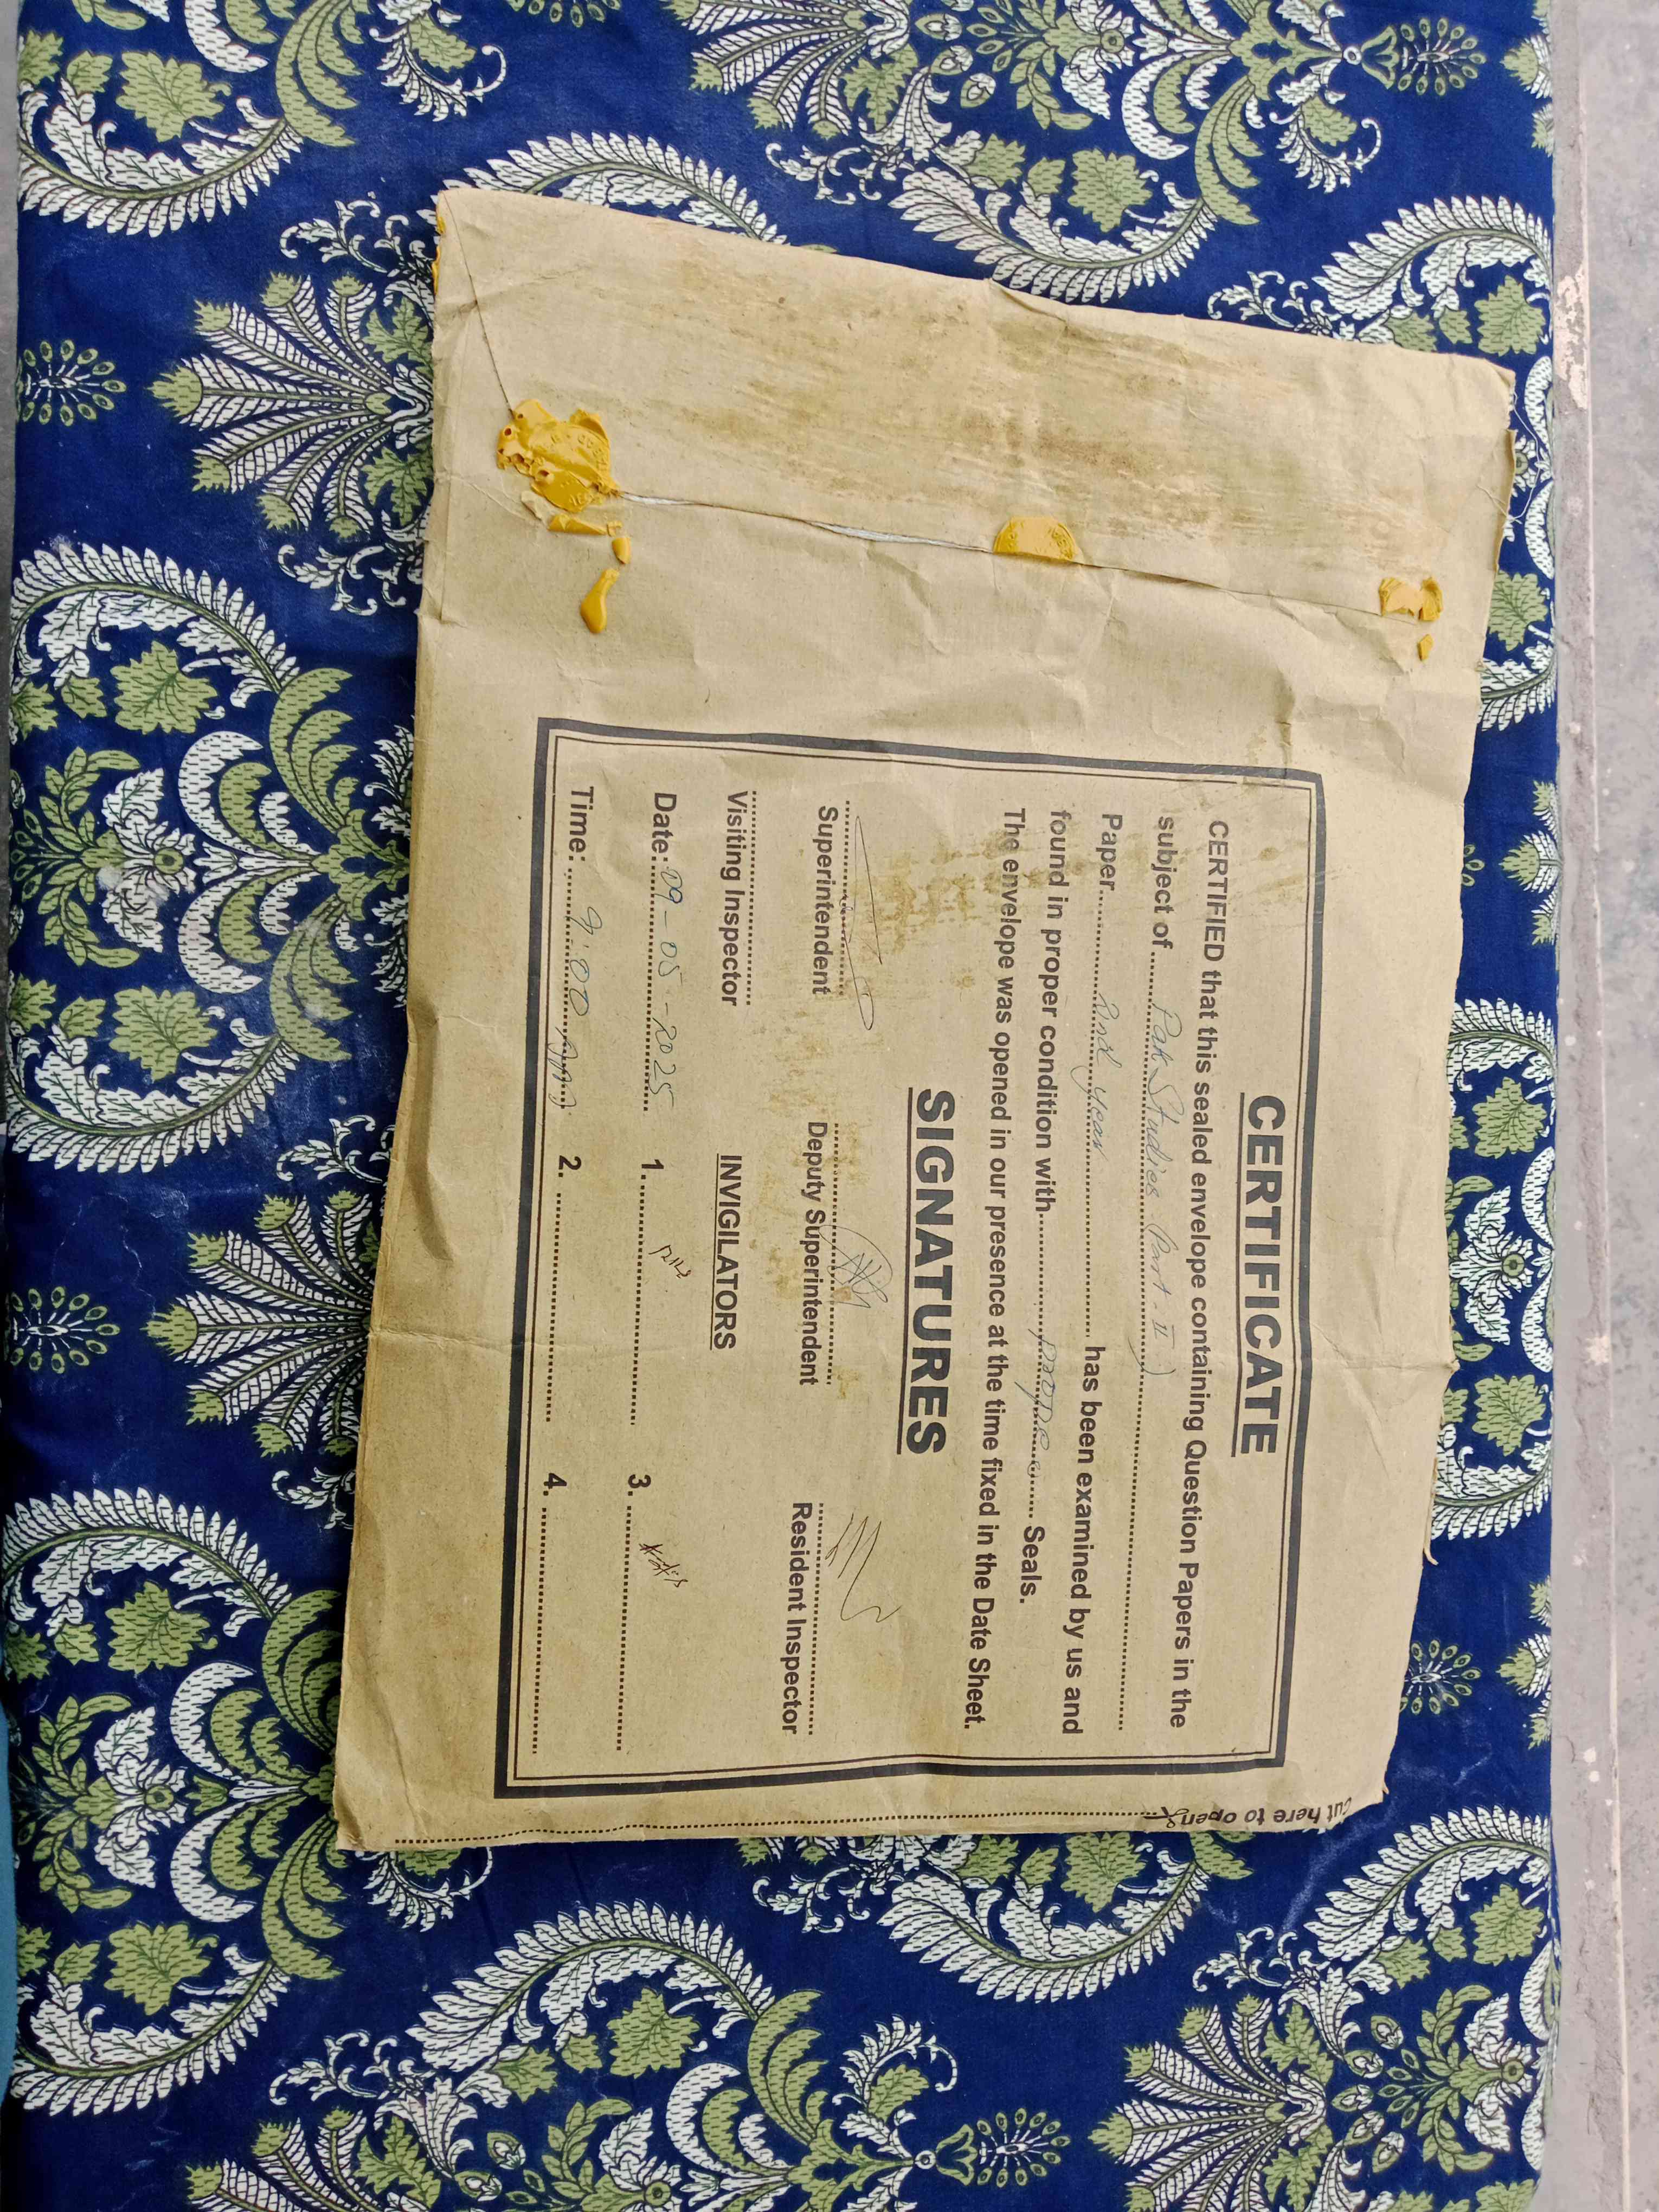 CERTIFICATE
CERTIFIED that this sealed envelope containing Question Papers in the
subject of.....Pak Studies (Part-II)
Paper..........2nd year.......... has been examined by us and
found in proper condition with..........proper..... Seals.
The envelope was opened in our presence at the time fixed in the Date Sheet.
SIGNATURES
Superintendent Deputy Superintendent Resident Inspector
Visiting Inspector INVIGILATORS
Date: 09-05-2025 1. 3.
Time: 9:00 Am 2. 4.
Cut here to open